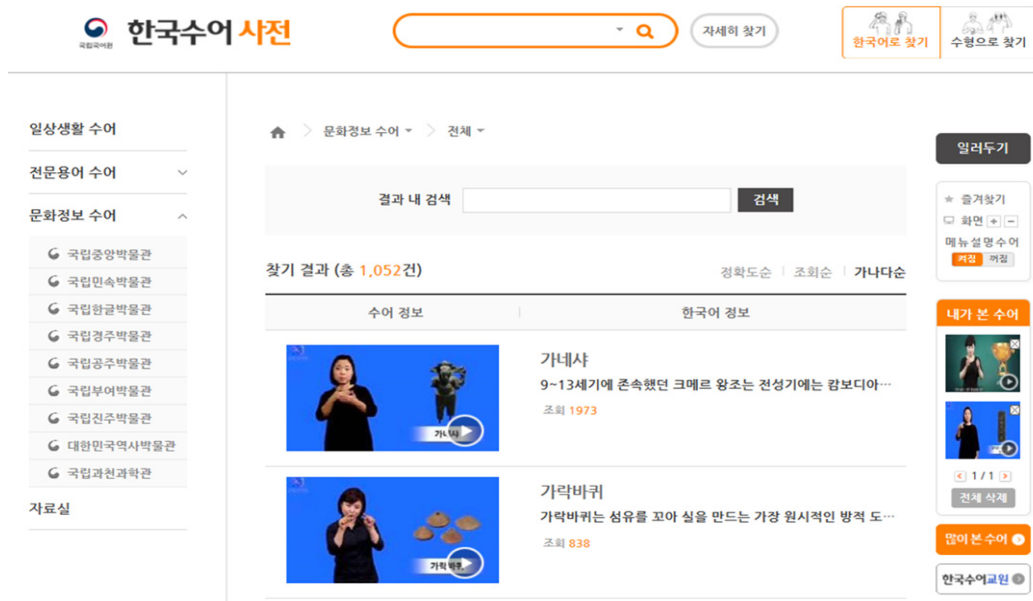 국립국어원
한국수어 사전
자세히 찾기
한국어로 찾기
수형으로 찾기
일상생활 수어
전문용어 수어
문화정보 수어
국립중앙박물관
국립민속박물관
국립한글박물관
국립경주박물관
국립공주박물관
국립부여박물관
국립진주박물관
대한민국역사박물관
국립과천과학관
자료실
문화정보 수어
전체
결과 내 검색
검색
찾기 결과 (총 1,052건)
정확도순 조회순 가나다순
수어 정보 한국어 정보
가네샤
가네샤
9~13세기에 존속했던 크메르 왕조는 전성기에는 캄보디아…
조회 1973
가락바퀴
가락바퀴
가락바퀴는 섬유를 꼬아 실을 만드는 가장 원시적인 방적 도…
조회 838
일러두기
즐겨찾기
화면 + -
메뉴설명수어
켜짐 꺼짐
내가 본 수어
1 / 1
전체 삭제
많이 본 수어
한국수어교원